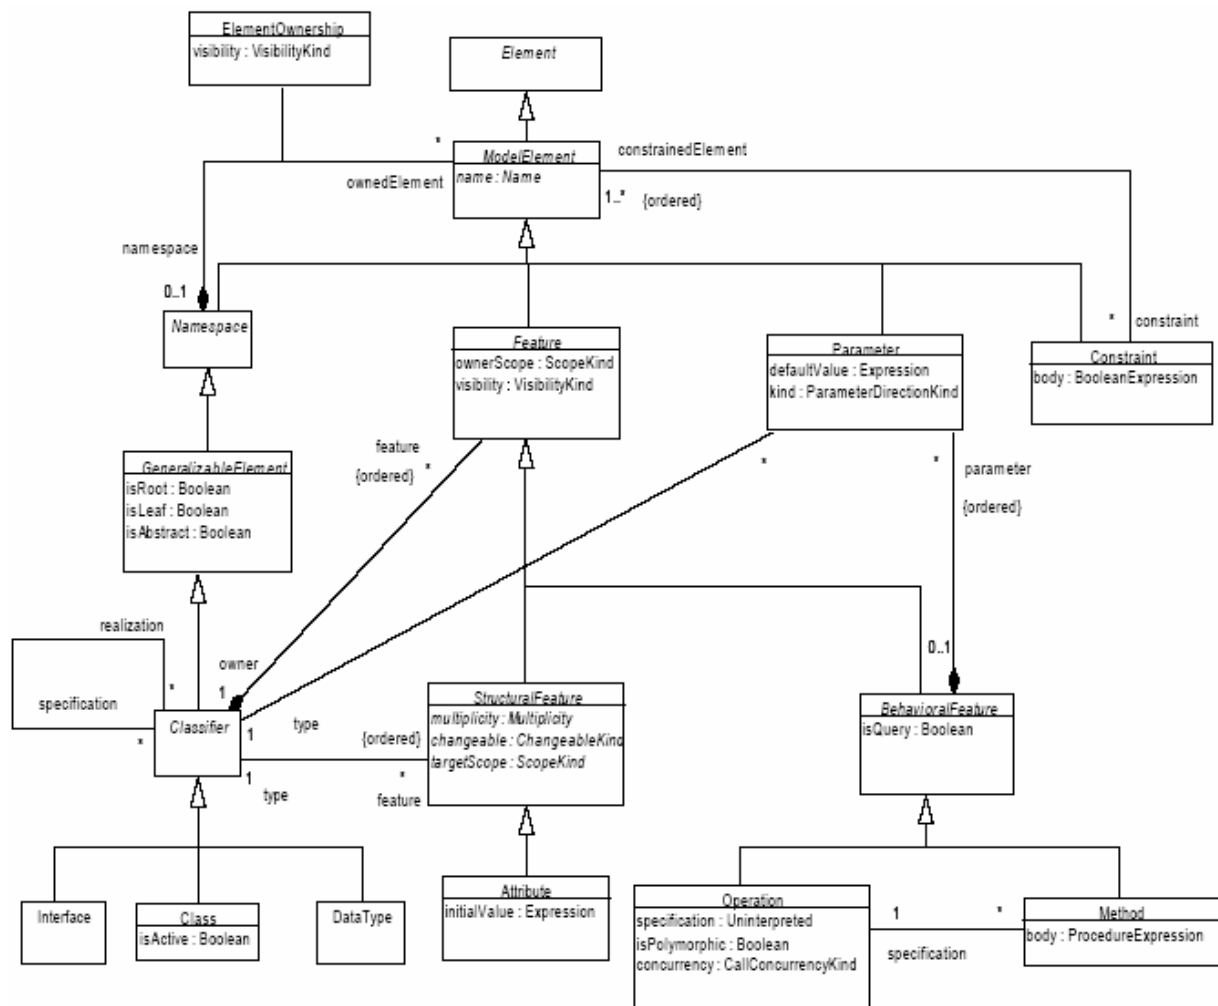 ElementOwnership
visibility : VisibilityKind
Element
*
ModelElement
name : Name
constrainedElement
ownedElement
1..*
{ordered}
namespace
0..1
Namespace
Feature
ownerScope : ScopeKind
visibility : VisibilityKind
Parameter
defaultValue : Expression
kind : ParameterDirectionKind
*
constraint
Constraint
body : BooleanExpression
GeneralizableElement
isRoot : Boolean
isLeaf : Boolean
isAbstract : Boolean
feature
*
{ordered}
*
*
parameter
{ordered}
realization
*
specification
*
owner
1
Classifier
1
type
1
type
{ordered}
*
feature
StructuralFeature
multiplicity : Multiplicity
changeable : ChangeableKind
targetScope : ScopeKind
0..1
BehavioralFeature
isQuery : Boolean
Interface
Class
isActive : Boolean
DataType
Attribute
initialValue : Expression
Operation
specification : Uninterpreted
isPolymorphic : Boolean
concurrency : CallConcurrencyKind
1
*
specification
Method
body : ProcedureExpression